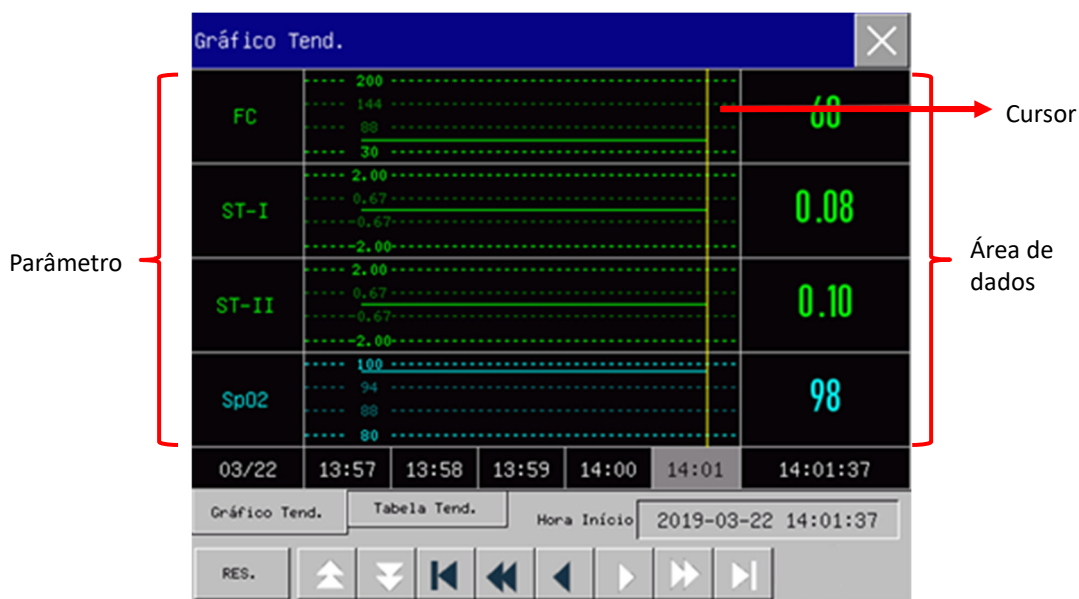 Gráfico Tend.
FC
200
144
88
30
60
Cursor
ST-I
2.00
0.67
-0.67
-2.00
0.08
Parâmetro
Área de
dados
ST-II
2.00
0.67
-0.67
-2.00
0.10
SpO2
100
94
88
80
98
03/22 13:57 13:58 13:59 14:00 14:01 14:01:37
Gráfico Tend. Tabela Tend. Hora Início 2019-03-22 14:01:37
RES.